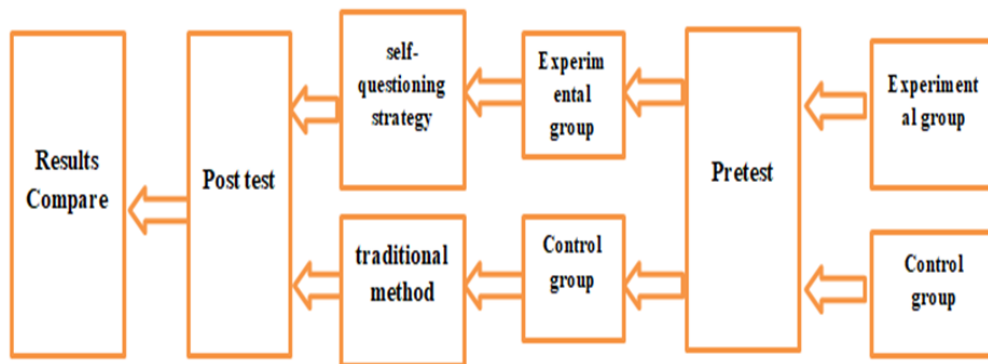 Results
Compare
Post test
self-
questioning
strategy
traditional
method
Experim
ental
group
Control
group
Pretest
Experiment
al group
Control
group